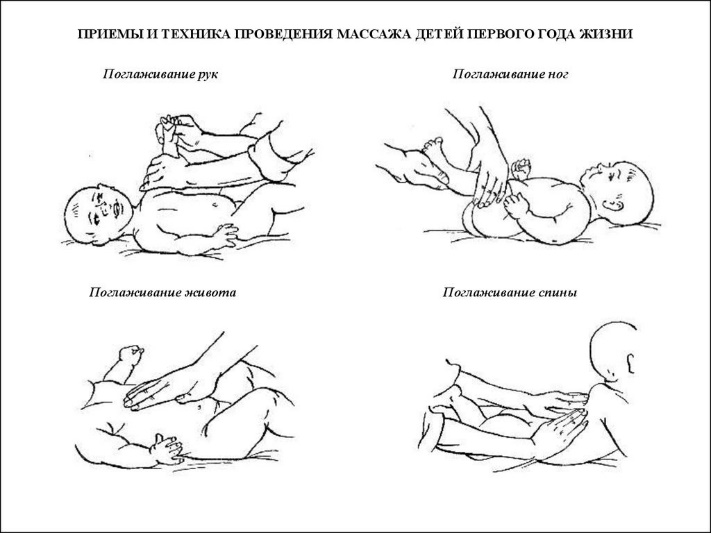 ПРИЕМЫ И ТЕХНИКА ПРОВЕДЕНИЯ МАССАЖА ДЕТЕЙ ПЕРВОГО ГОДА ЖИЗНИ
Поглаживание рук
Поглаживание ног
Поглаживание живота
Поглаживание спины